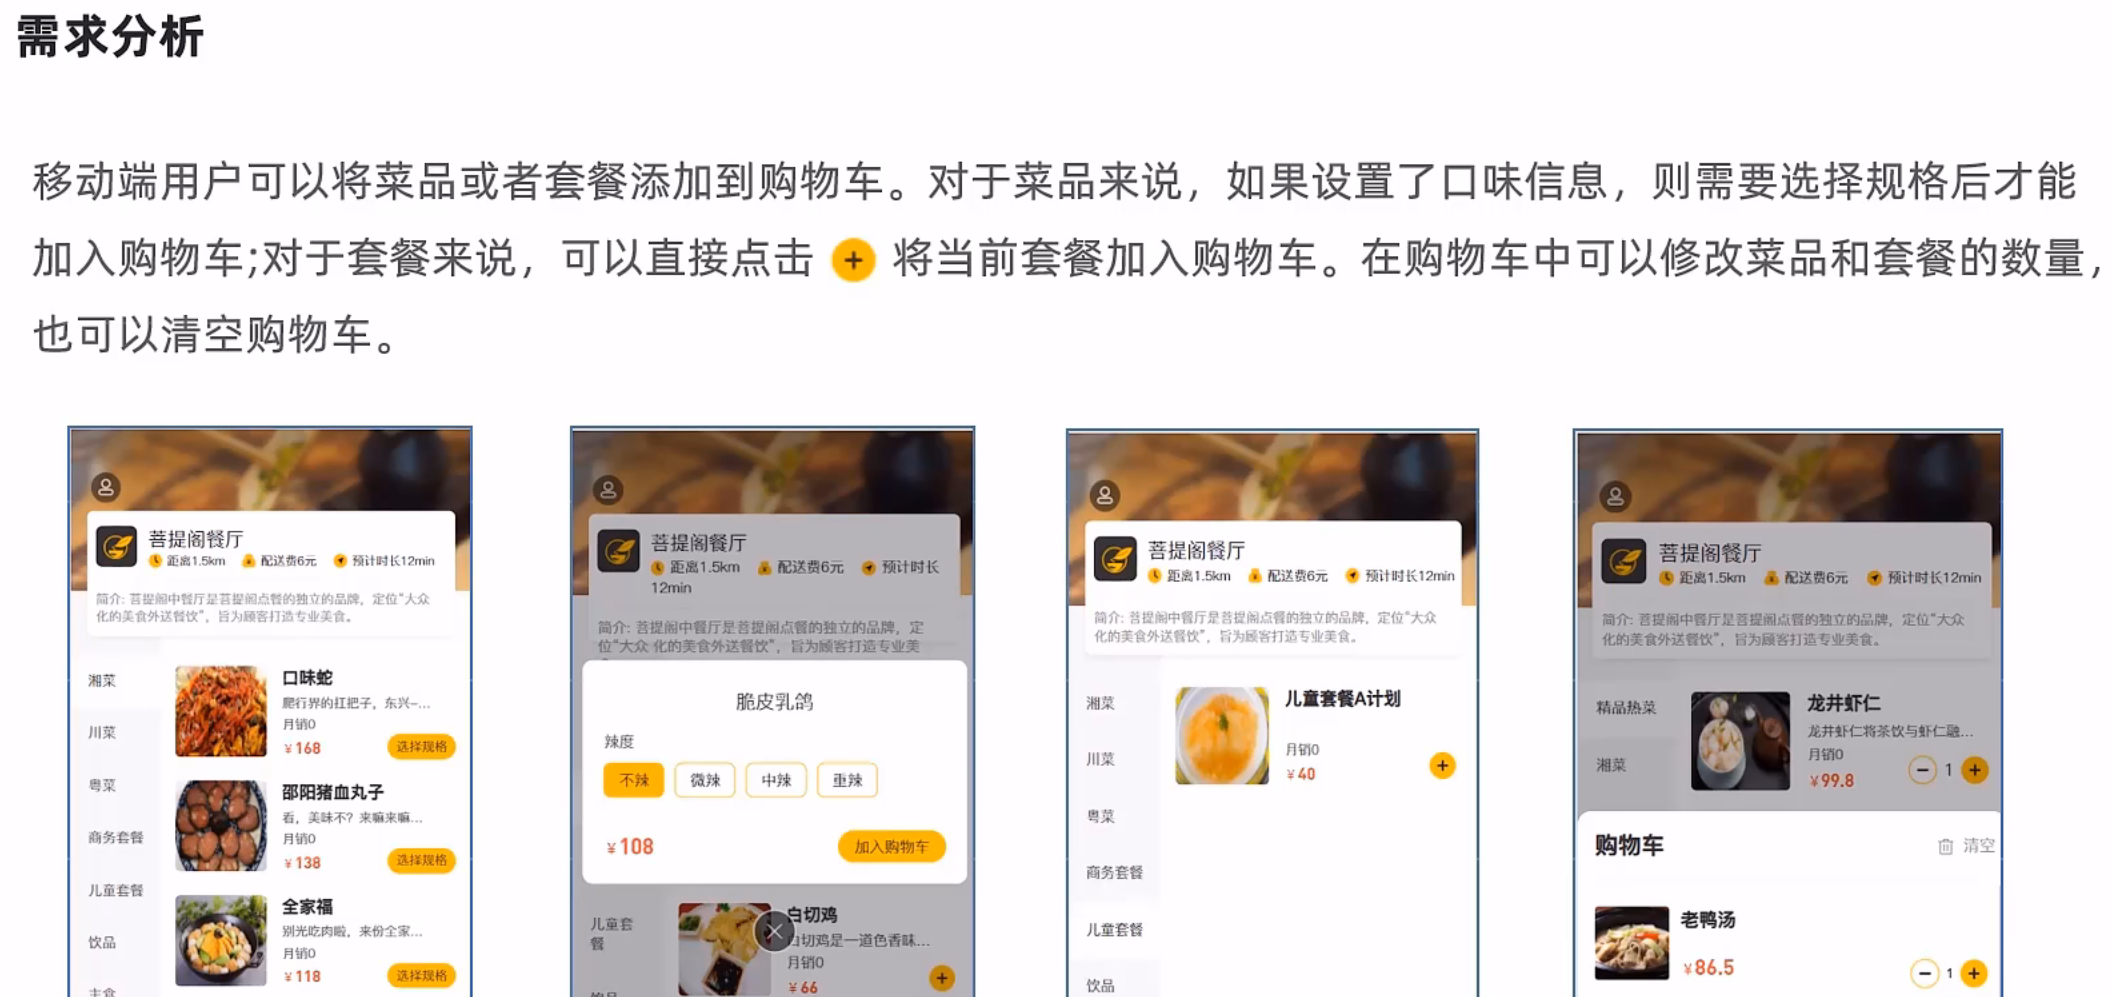 需求分析
移动端用户可以将菜品或者套餐添加到购物车。对于菜品来说，如果设置了口味信息，则需要选择规格后才能
加入购物车;对于套餐来说，可以直接点击 + 将当前套餐加入购物车。在购物车中可以修改菜品和套餐的数量，
也可以清空购物车。
菩提阁餐厅
距离1.5km 配送费6元 预计时长12min
简介: 菩提阁中餐厅是菩提阁点餐的独立的品牌，定位“大众
化的美食外送餐饮”，旨为顾客打造专业美食。
湘菜
川菜
粤菜
商务套餐
儿童套餐
饮品
主食
口味蛇
爬行界的扛把子，东兴-...
月销0
¥168
选择规格
邵阳猪血丸子
看，美味不？来嘛来嘛...
月销0
¥138
选择规格
全家福
别光吃肉啦，来份全家...
月销0
¥118
选择规格
菩提阁餐厅
距离1.5km 配送费6元 预计时长
12min
简介: 菩提阁中餐厅是菩提阁点餐的独立的品牌，定
位“大众 化的美食外送餐饮”，旨为顾客打造专业美
脆皮乳鸽
辣度
不辣 微辣 中辣 重辣
¥108
加入购物车
儿童套
餐
饮品
白切鸡
白切鸡是一道色香味...
月销0
¥66
+
菩提阁餐厅
距离1.5km 配送费6元 预计时长12min
简介: 菩提阁中餐厅是菩提阁点餐的独立的品牌，定位“大众
化的美食外送餐饮”，旨为顾客打造专业美食。
湘菜
川菜
粤菜
商务套餐
儿童套餐
饮品
儿童套餐A计划
月销0
¥40
+
菩提阁餐厅
距离1.5km 配送费6元 预计时长12min
简介: 菩提阁中餐厅是菩提阁点餐的独立的品牌，定位“大众
化的美食外送餐饮”，旨为顾客打造专业美食。
精品热菜
湘菜
龙井虾仁
龙井虾仁将茶饮与虾仁融...
月销0
¥99.8
− 1 +
购物车
清空
老鸭汤
¥86.5
− 1 +